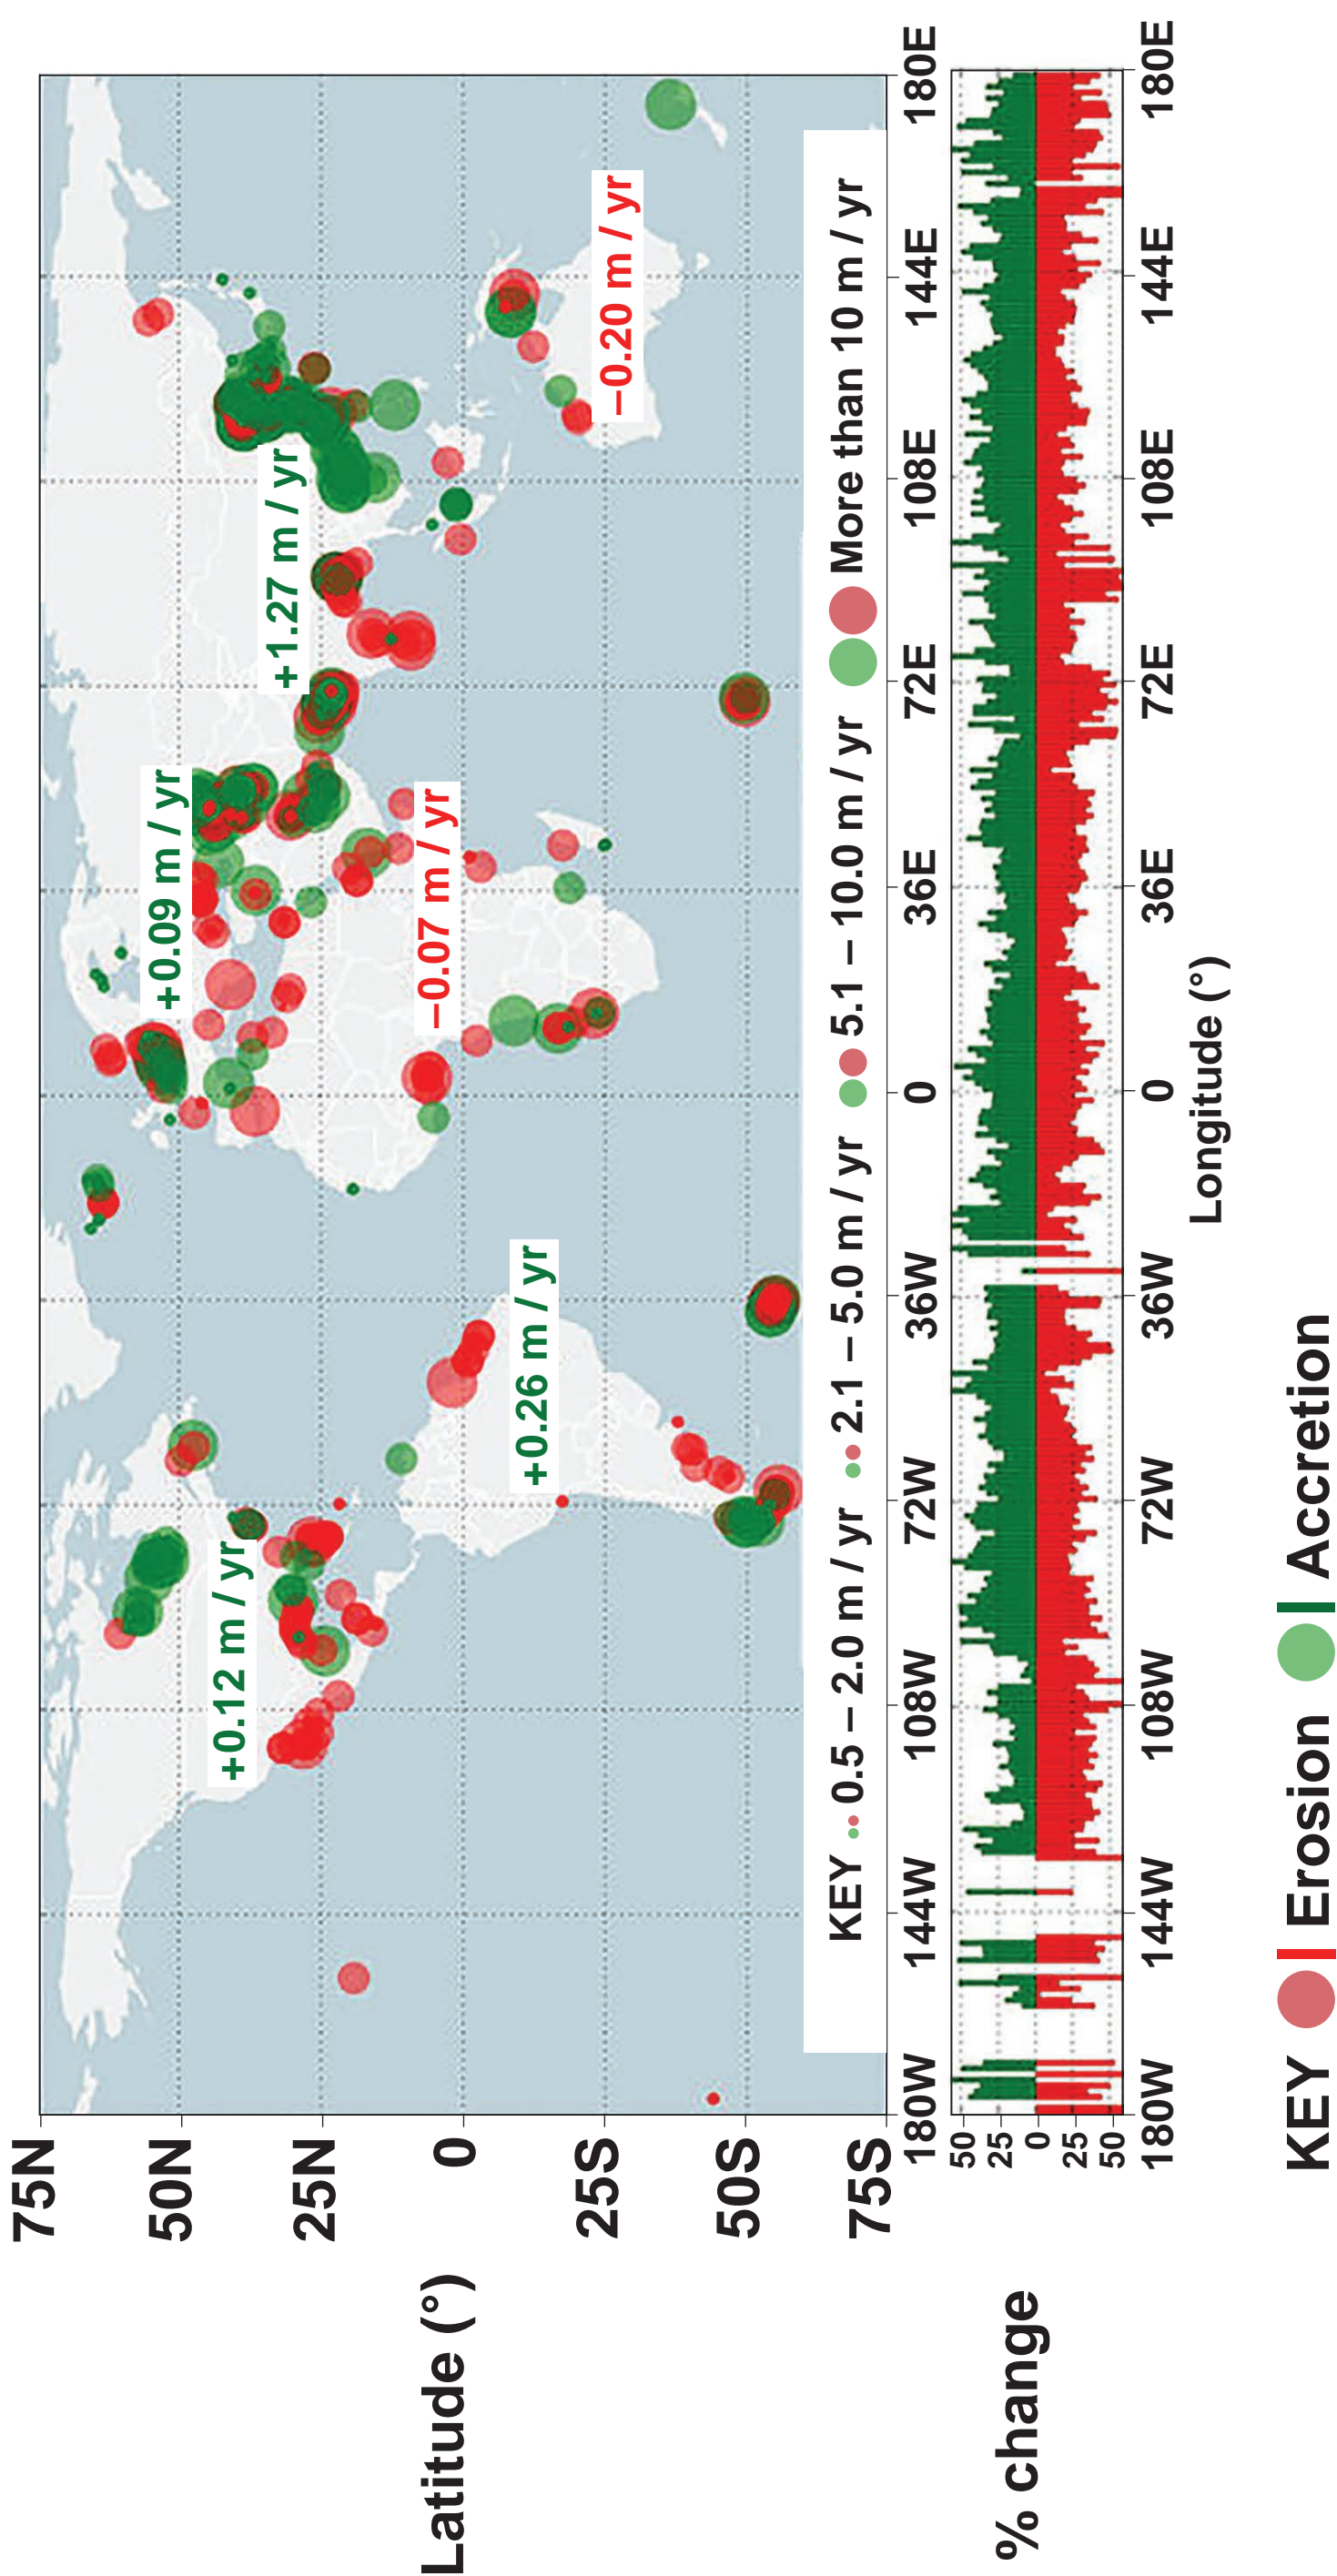 Latitude (°)
75N
50N
25N
0
25S
50S
75S
+0.12 m / yr
+0.09 m / yr
+1.27 m / yr
+0.26 m / yr
−0.07 m / yr
−0.20 m / yr
KEY 0.5 – 2.0 m / yr 2.1 – 5.0 m / yr 5.1 – 10.0 m / yr More than 10 m / yr
180W 144W 108W 72W 36W 0 36E 72E 108E 144E 180E
% change
50
25
0
25
50
180W 144W 108W 72W 36W 0 36E 72E 108E 144E 180E
Longitude (°)
KEY Erosion Accretion